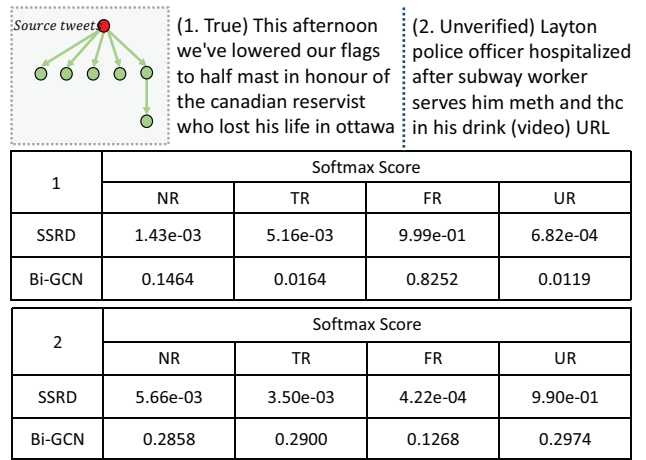 Source tweets
(1. True) This afternoon
we've lowered our flags
to half mast in honour of
the canadian reservist
who lost his life in ottawa
(2. Unverified) Layton
police officer hospitalized
after subway worker
serves him meth and thc
in his drink (video) URL
1 Softmax Score
NR TR FR UR
SSRD 1.43e-03 5.16e-03 9.99e-01 6.82e-04
Bi-GCN 0.1464 0.0164 0.8252 0.0119
2 Softmax Score
NR TR FR UR
SSRD 5.66e-03 3.50e-03 4.22e-04 9.90e-01
Bi-GCN 0.2858 0.2900 0.1268 0.2974